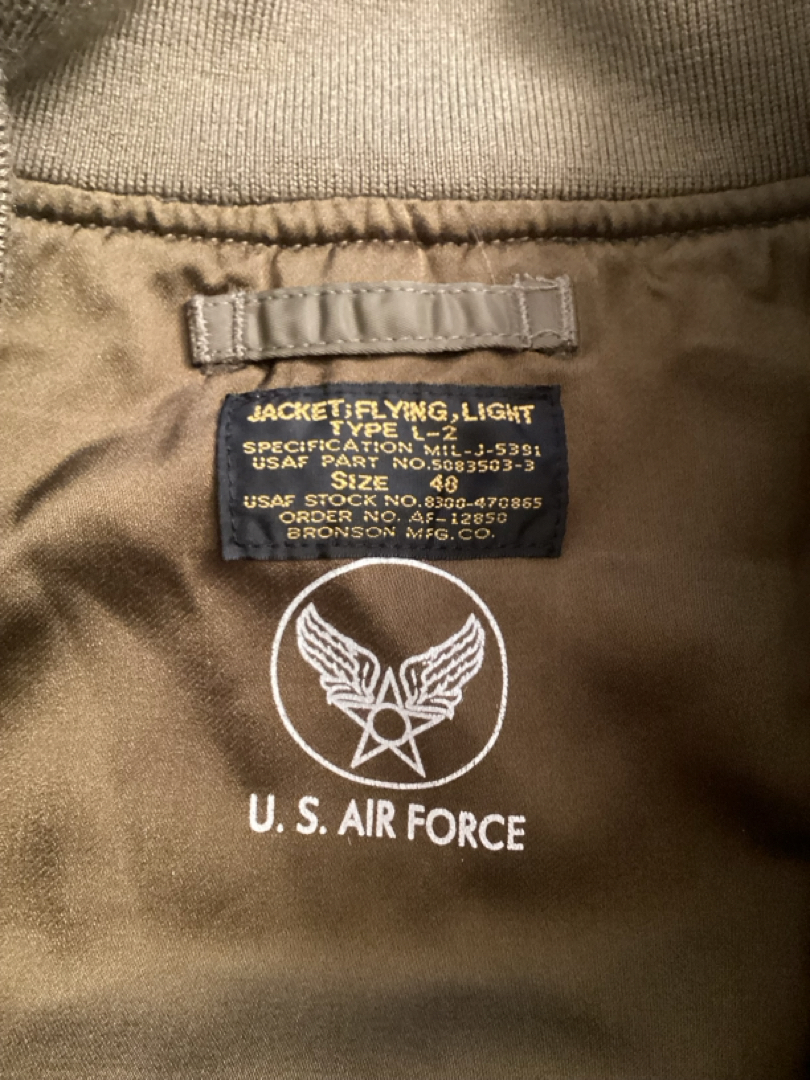 JACKET; FLYING, LIGHT
TYPE L-2
SPECIFICATION MIL-J-5391
USAF PART NO. 5083503-3
SIZE 40
USAF STOCK NO. 8300-470865
ORDER NO. AF-12850
BRONSON MFG. CO.
U. S. AIR FORCE